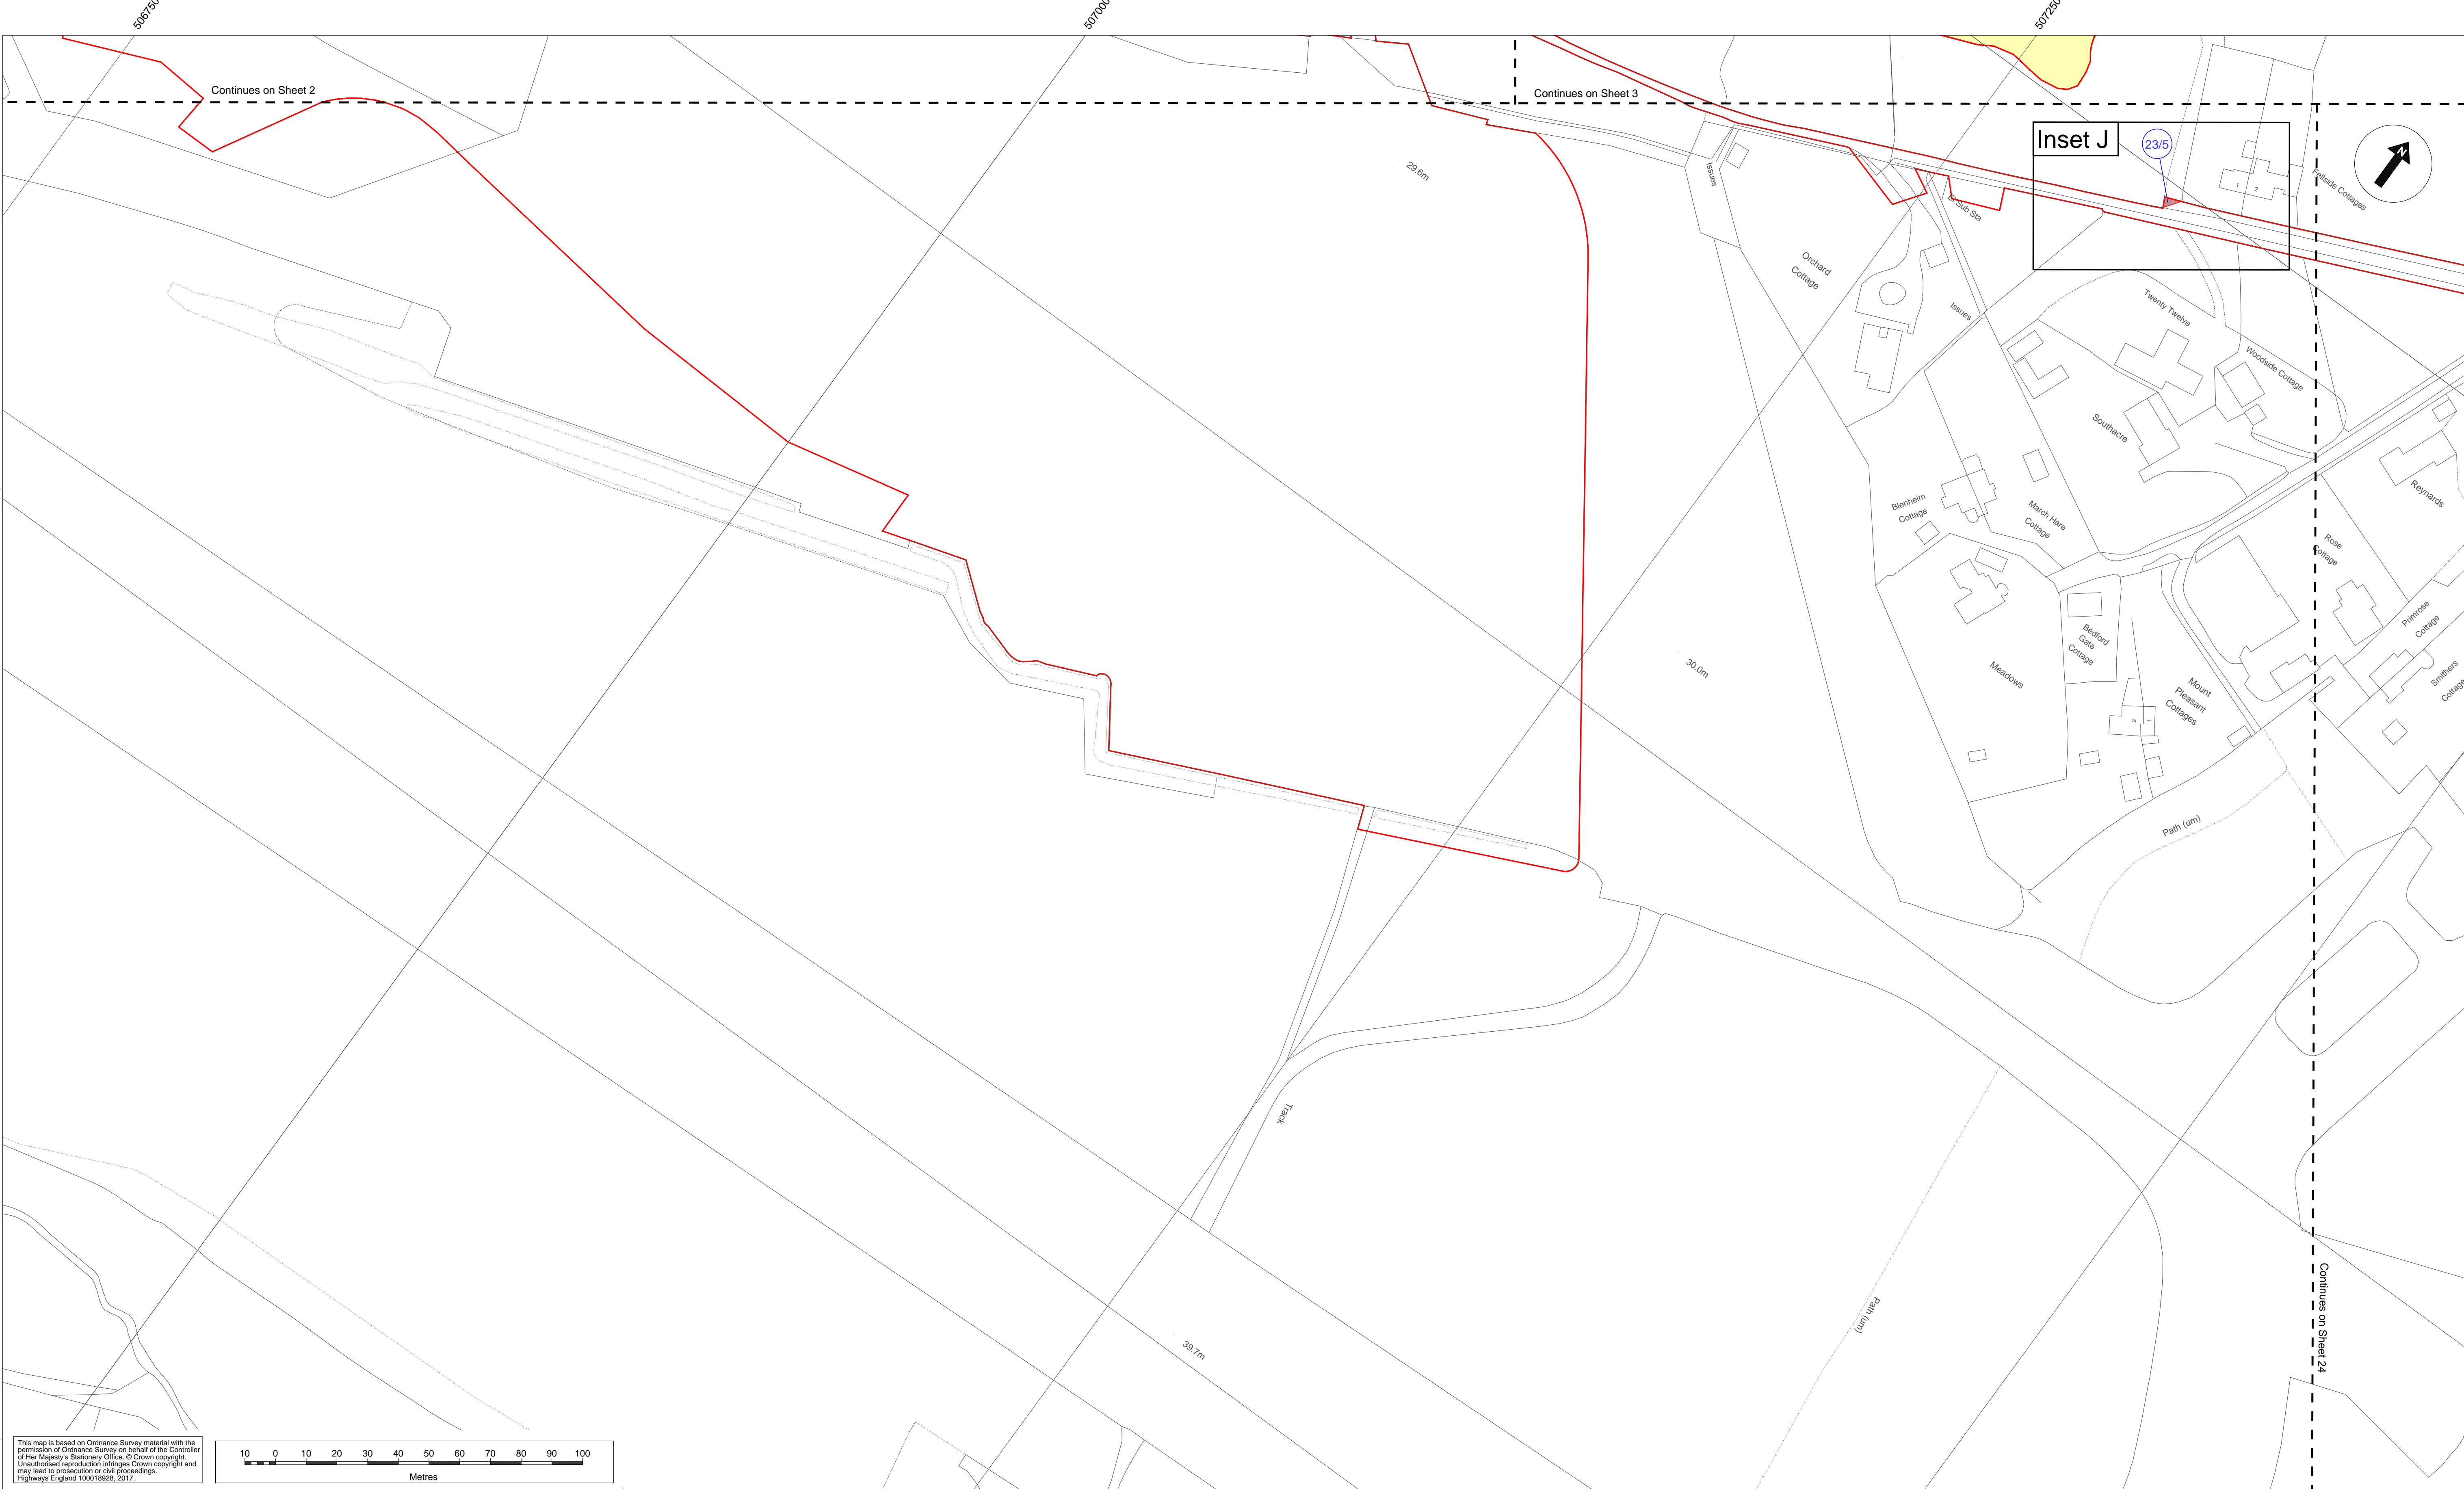 506750
507000
507250
Continues on Sheet 2
Continues on Sheet 3
Inset J
23/5
N
1
2
Fellside Cottages
29.6m
Issues
El Sub Sta
Orchard
Cottage
Issues
Twenty Twelve
Woodside Cottage
Southacre
Reynards
Blenheim
Cottage
March Hare
Cottage
Rose
Cottage
Primrose
Cottage
Bedford
Gate
Cottage
30.0m
Meadows
Mount
Pleasant
Cottages
2
1
Smithers
Cottage
Path (um)
Track
Path (um)
39.7m
Continues on Sheet 24
This map is based on Ordnance Survey material with the
permission of Ordnance Survey on behalf of the Controller
of Her Majesty's Stationery Office. © Crown copyright.
Unauthorised reproduction infringes Crown copyright and
may lead to prosecution or civil proceedings.
Highways England 100018928, 2017.
10 0 10 20 30 40 50 60 70 80 90 100
Metres